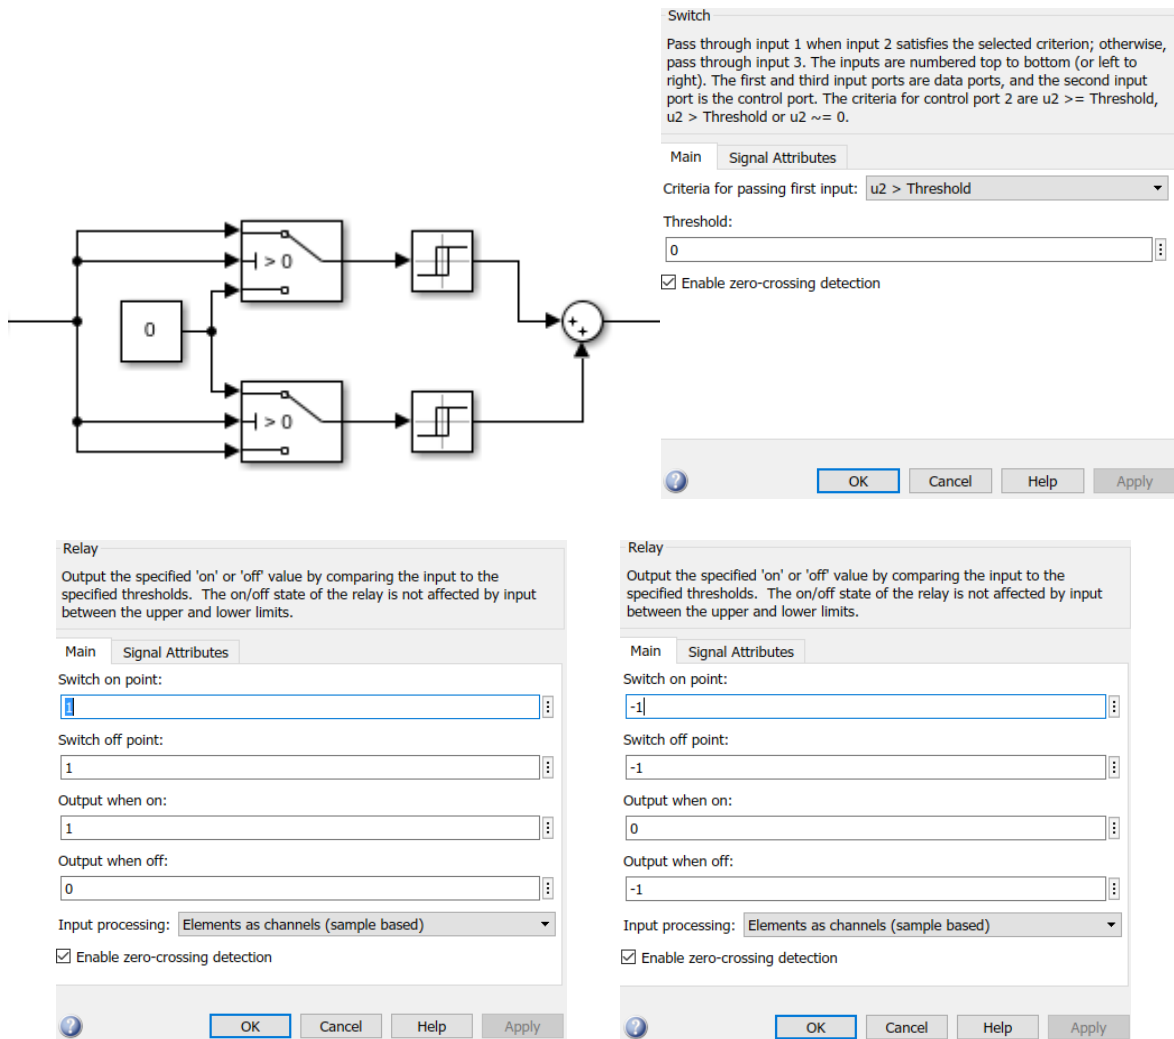 Switch
Pass through input 1 when input 2 satisfies the selected criterion; otherwise,
pass through input 3. The inputs are numbered top to bottom (or left to
right). The first and third input ports are data ports, and the second input
port is the control port. The criteria for control port 2 are u2 >= Threshold,
u2 > Threshold or u2 ~= 0.
Main Signal Attributes
Criteria for passing first input: u2 > Threshold
Threshold:
0
Enable zero-crossing detection
OK Cancel Help Apply
> 0
0
> 0
+
+
Relay
Output the specified 'on' or 'off' value by comparing the input to the
specified thresholds. The on/off state of the relay is not affected by input
between the upper and lower limits.
Main Signal Attributes
Switch on point:
1
Switch off point:
1
Output when on:
1
Output when off:
0
Input processing: Elements as channels (sample based)
Enable zero-crossing detection
OK Cancel Help Apply
Relay
Output the specified 'on' or 'off' value by comparing the input to the
specified thresholds. The on/off state of the relay is not affected by input
between the upper and lower limits.
Main Signal Attributes
Switch on point:
-1
Switch off point:
-1
Output when on:
0
Output when off:
-1
Input processing: Elements as channels (sample based)
Enable zero-crossing detection
OK Cancel Help Apply